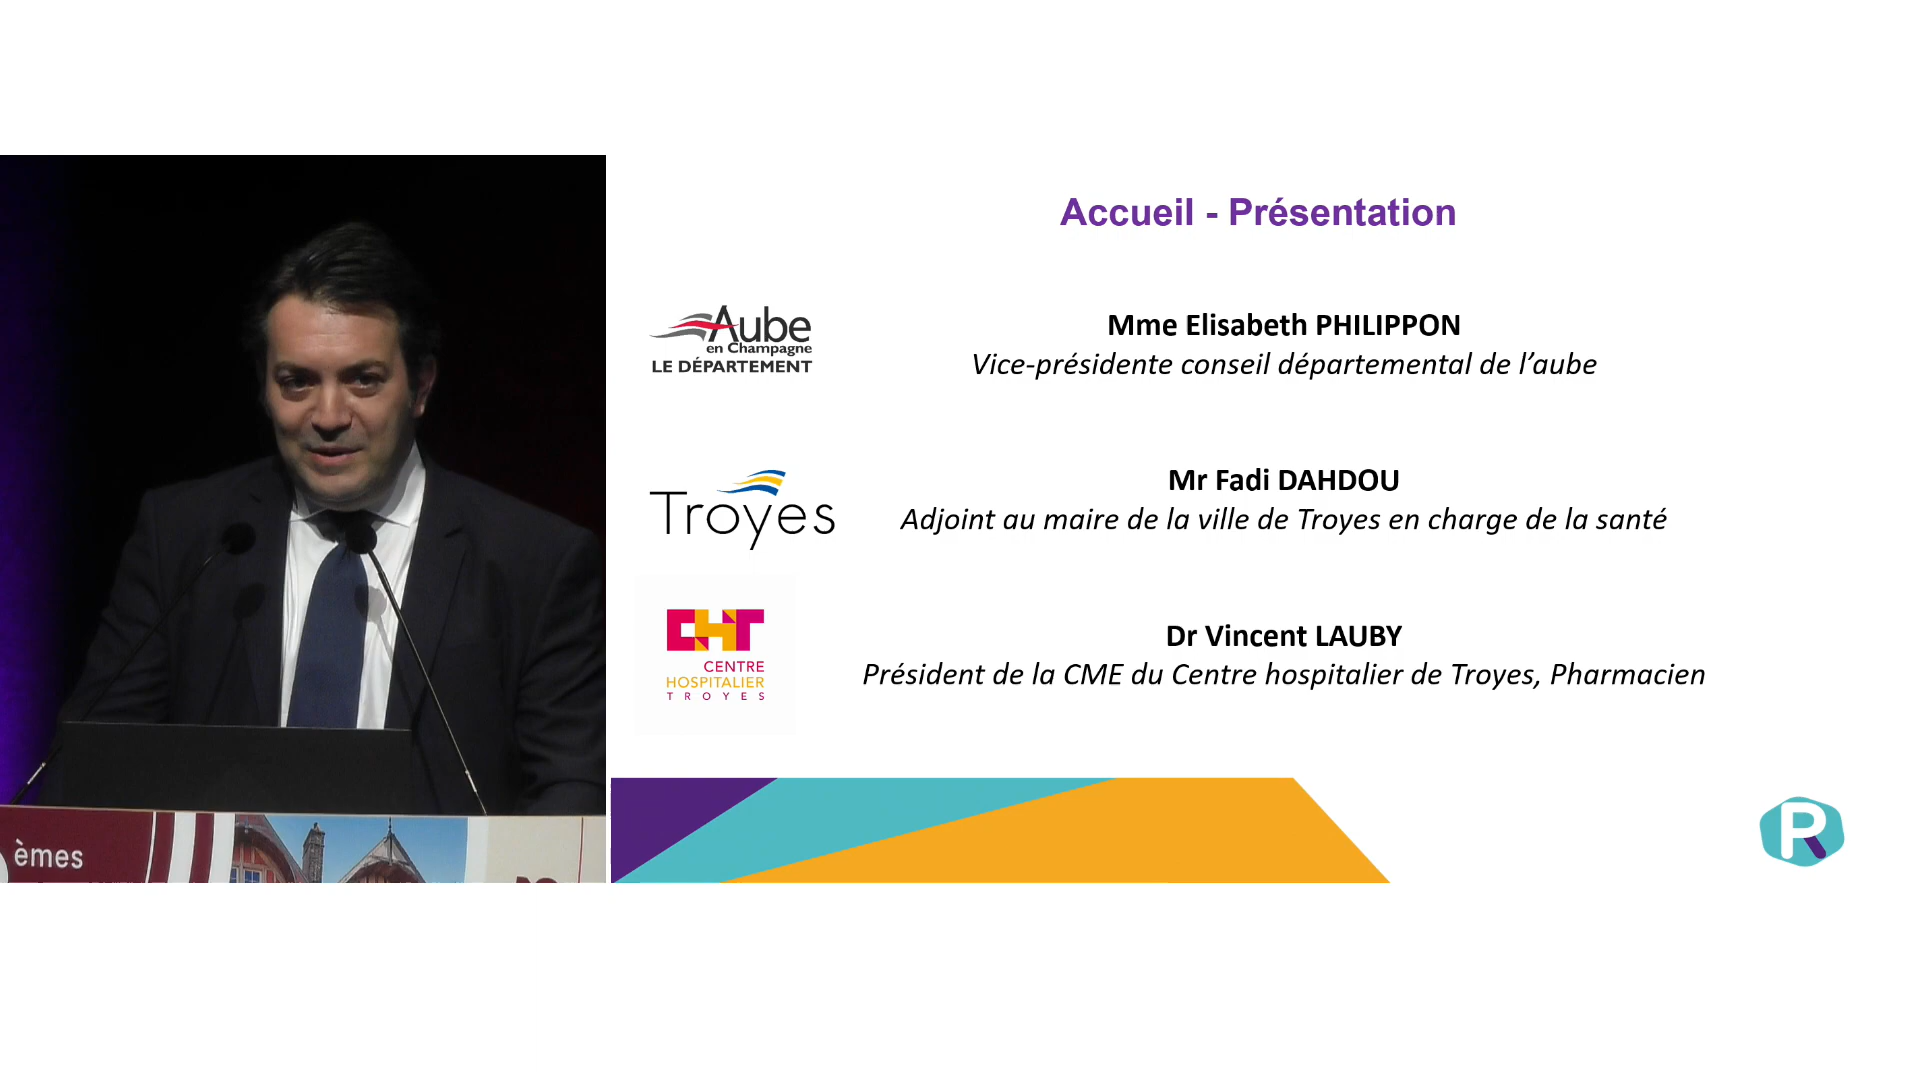 Accueil - Présentation
Aube
en Champagne
LE DÉPARTEMENT
Mme Elisabeth PHILIPPON
Vice-présidente conseil départemental de l’aube
Troyes
Mr Fadi DAHDOU
Adjoint au maire de la ville de Troyes en charge de la santé
CHT
CENTRE
HOSPITALIER
TROYES
Dr Vincent LAUBY
Président de la CME du Centre hospitalier de Troyes, Pharmacien
èmes
R